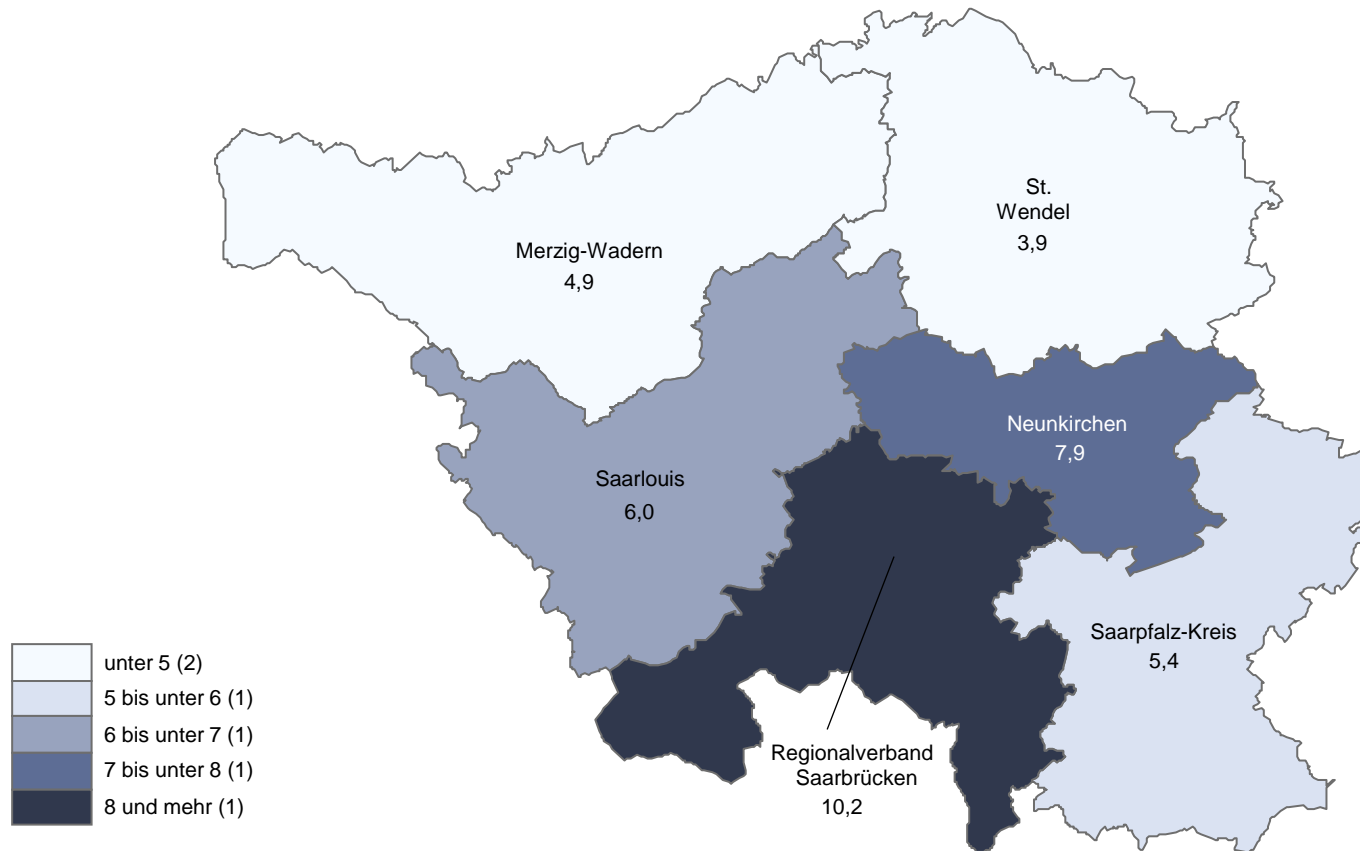 St.
Wendel
3,9
Merzig-Wadern
4,9
Neunkirchen
7,9
Saarlouis
6,0
Saarpfalz-Kreis
5,4
Regionalverband
Saarbrücken
10,2
unter 5 (2)
5 bis unter 6 (1)
6 bis unter 7 (1)
7 bis unter 8 (1)
8 und mehr (1)